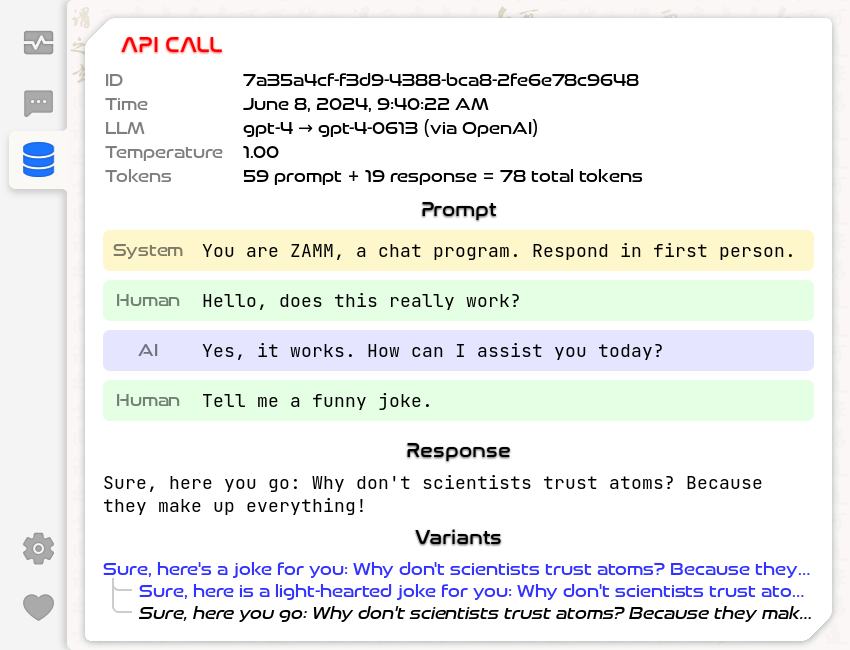 API CALL
ID 7a35a4cf-f3d9-4388-bca8-2fe6e78c9648
Time June 8, 2024, 9:40:22 AM
LLM gpt-4 → gpt-4-0613 (via OpenAI)
Temperature 1.00
Tokens 59 prompt + 19 response = 78 total tokens
Prompt
System You are ZAMM, a chat program. Respond in first person.
Human Hello, does this really work?
AI Yes, it works. How can I assist you today?
Human Tell me a funny joke.
Response
Sure, here you go: Why don't scientists trust atoms? Because
they make up everything!
Variants
Sure, here's a joke for you: Why don't scientists trust atoms? Because they...
Sure, here is a light-hearted joke for you: Why don't scientists trust ato...
Sure, here you go: Why don't scientists trust atoms? Because they mak...